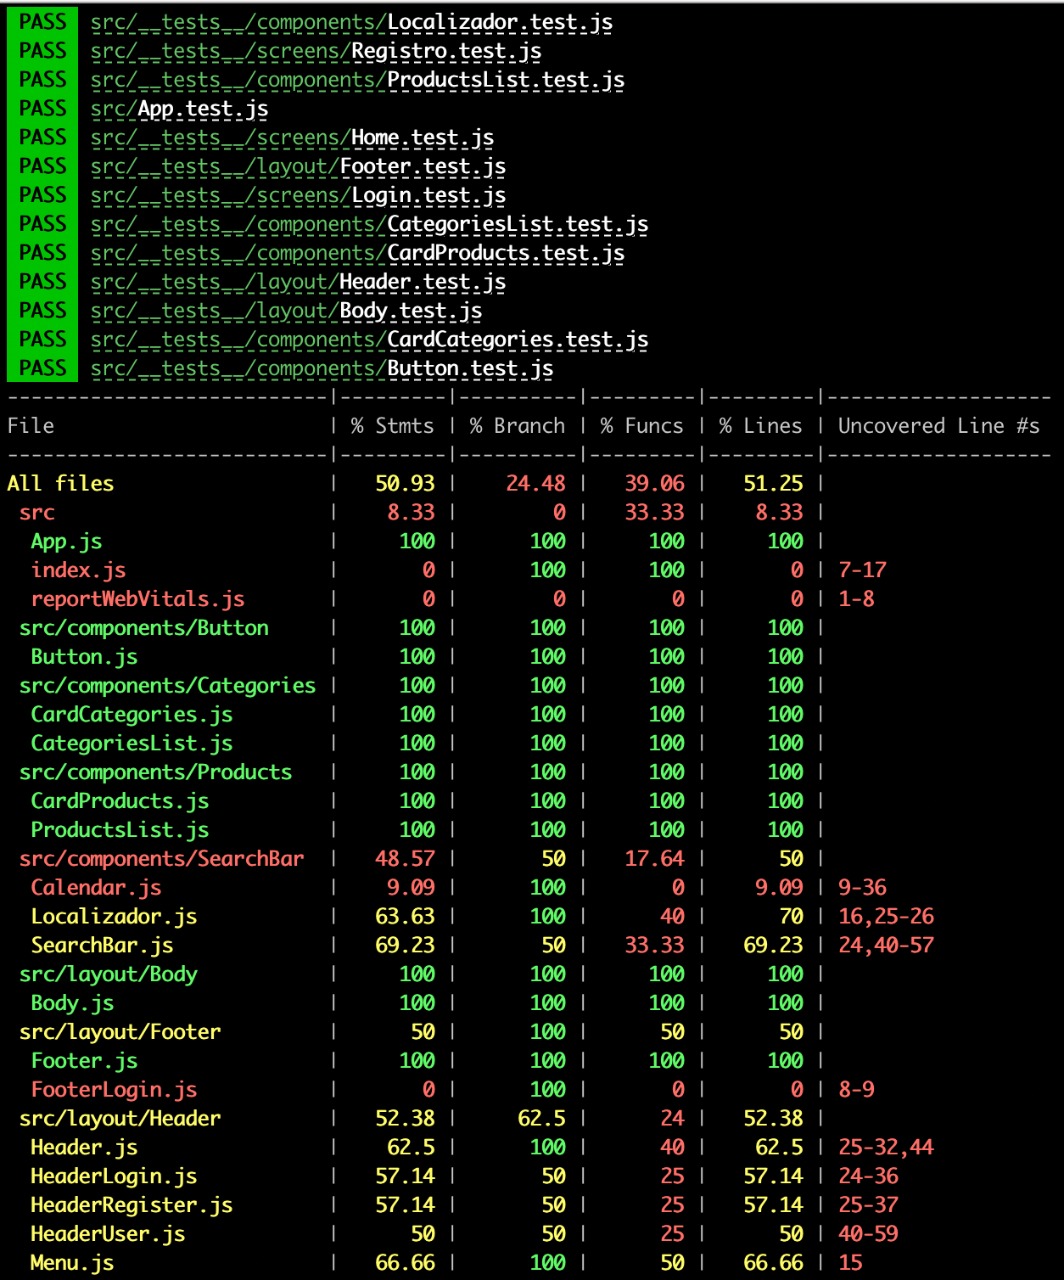 PASS src/__tests__/components/Localizador.test.js
PASS src/__tests__/screens/Registro.test.js
PASS src/__tests__/components/ProductsList.test.js
PASS src/App.test.js
PASS src/__tests__/screens/Home.test.js
PASS src/__tests__/layout/Footer.test.js
PASS src/__tests__/screens/Login.test.js
PASS src/__tests__/components/CategoriesList.test.js
PASS src/__tests__/components/CardProducts.test.js
PASS src/__tests__/layout/Header.test.js
PASS src/__tests__/layout/Body.test.js
PASS src/__tests__/components/CardCategories.test.js
PASS src/__tests__/components/Button.test.js
---------------------------|---------|----------|---------|---------|-------------------
File                       | % Stmts | % Branch | % Funcs | % Lines | Uncovered Line #s
---------------------------|---------|----------|---------|---------|-------------------
All files                  |   50.93 |    24.48 |   39.06 |   51.25 |
 src                       |    8.33 |        0 |   33.33 |    8.33 |
  App.js                   |     100 |      100 |     100 |     100 |
  index.js                 |       0 |      100 |     100 |       0 | 7-17
  reportWebVitals.js       |       0 |        0 |       0 |       0 | 1-8
 src/components/Button     |     100 |      100 |     100 |     100 |
  Button.js                |     100 |      100 |     100 |     100 |
 src/components/Categories |     100 |      100 |     100 |     100 |
  CardCategories.js        |     100 |      100 |     100 |     100 |
  CategoriesList.js        |     100 |      100 |     100 |     100 |
 src/components/Products   |     100 |      100 |     100 |     100 |
  CardProducts.js          |     100 |      100 |     100 |     100 |
  ProductsList.js          |     100 |      100 |     100 |     100 |
 src/components/SearchBar  |   48.57 |       50 |   17.64 |      50 |
  Calendar.js              |    9.09 |      100 |       0 |    9.09 | 9-36
  Localizador.js           |   63.63 |      100 |      40 |      70 | 16,25-26
  SearchBar.js             |   69.23 |       50 |   33.33 |   69.23 | 24,40-57
 src/layout/Body           |     100 |      100 |     100 |     100 |
  Body.js                  |     100 |      100 |     100 |     100 |
 src/layout/Footer         |      50 |      100 |      50 |      50 |
  Footer.js                |     100 |      100 |     100 |     100 |
  FooterLogin.js           |       0 |      100 |       0 |       0 | 8-9
 src/layout/Header         |   52.38 |     62.5 |      24 |   52.38 |
  Header.js                |    62.5 |      100 |      40 |    62.5 | 25-32,44
  HeaderLogin.js           |   57.14 |       50 |      25 |   57.14 | 24-36
  HeaderRegister.js        |   57.14 |       50 |      25 |   57.14 | 25-37
  HeaderUser.js            |      50 |       50 |      25 |      50 | 40-59
  Menu.js                  |   66.66 |      100 |      50 |   66.66 | 15